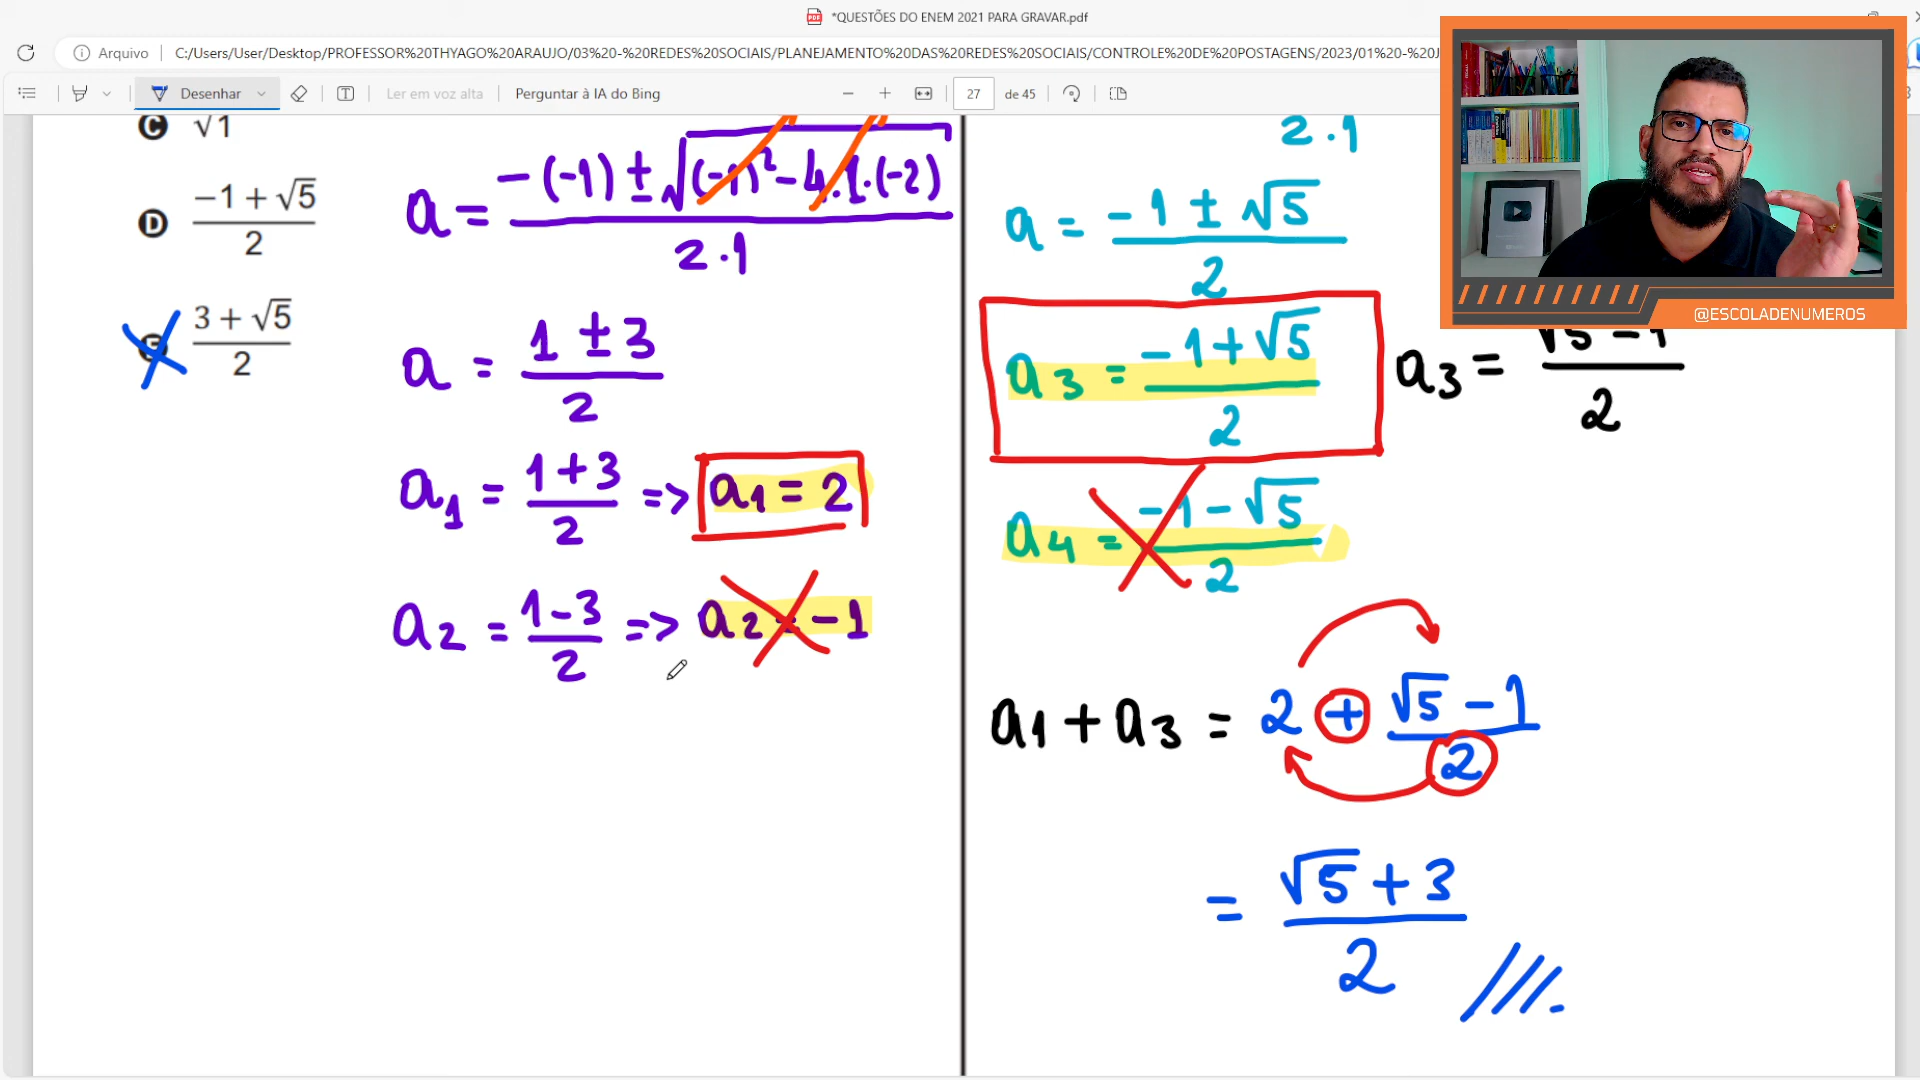 *QUESTÕES DO ENEM 2021 PARA GRAVAR.pdf
Arquivo
C:/Users/User/Desktop/PROFESSOR%20THYAGO%20ARAUJO/03%20-%20REDES%20SOCIAIS/PLANEJAMENTO%20DAS%20REDES%20SOCIAIS/CONTROLE%20DE%20POSTAGENS/2023/01%20-%20J
Desenhar
Ler em voz alta
Perguntar à IA do Bing
27
de 45
C √1
D (-1 + √5)/2
E (3 + √5)/2
a = (-(-1) ± √((-1)² - 4.1.(-2)))/(2.1)
a = (1 ± 3)/2
a1 = (1+3)/2 => a1 = 2
a2 = (1-3)/2 => a2 = -1
2.1
a = (-1 ± √5)/2
a3 = (-1+√5)/2
a3 = (√5 - 1)/2
a4 = (-1-√5)/2
a1 + a3 = 2 + (√5 - 1)/2
= (√5 + 3)/2
@ESCOLADENUMEROS